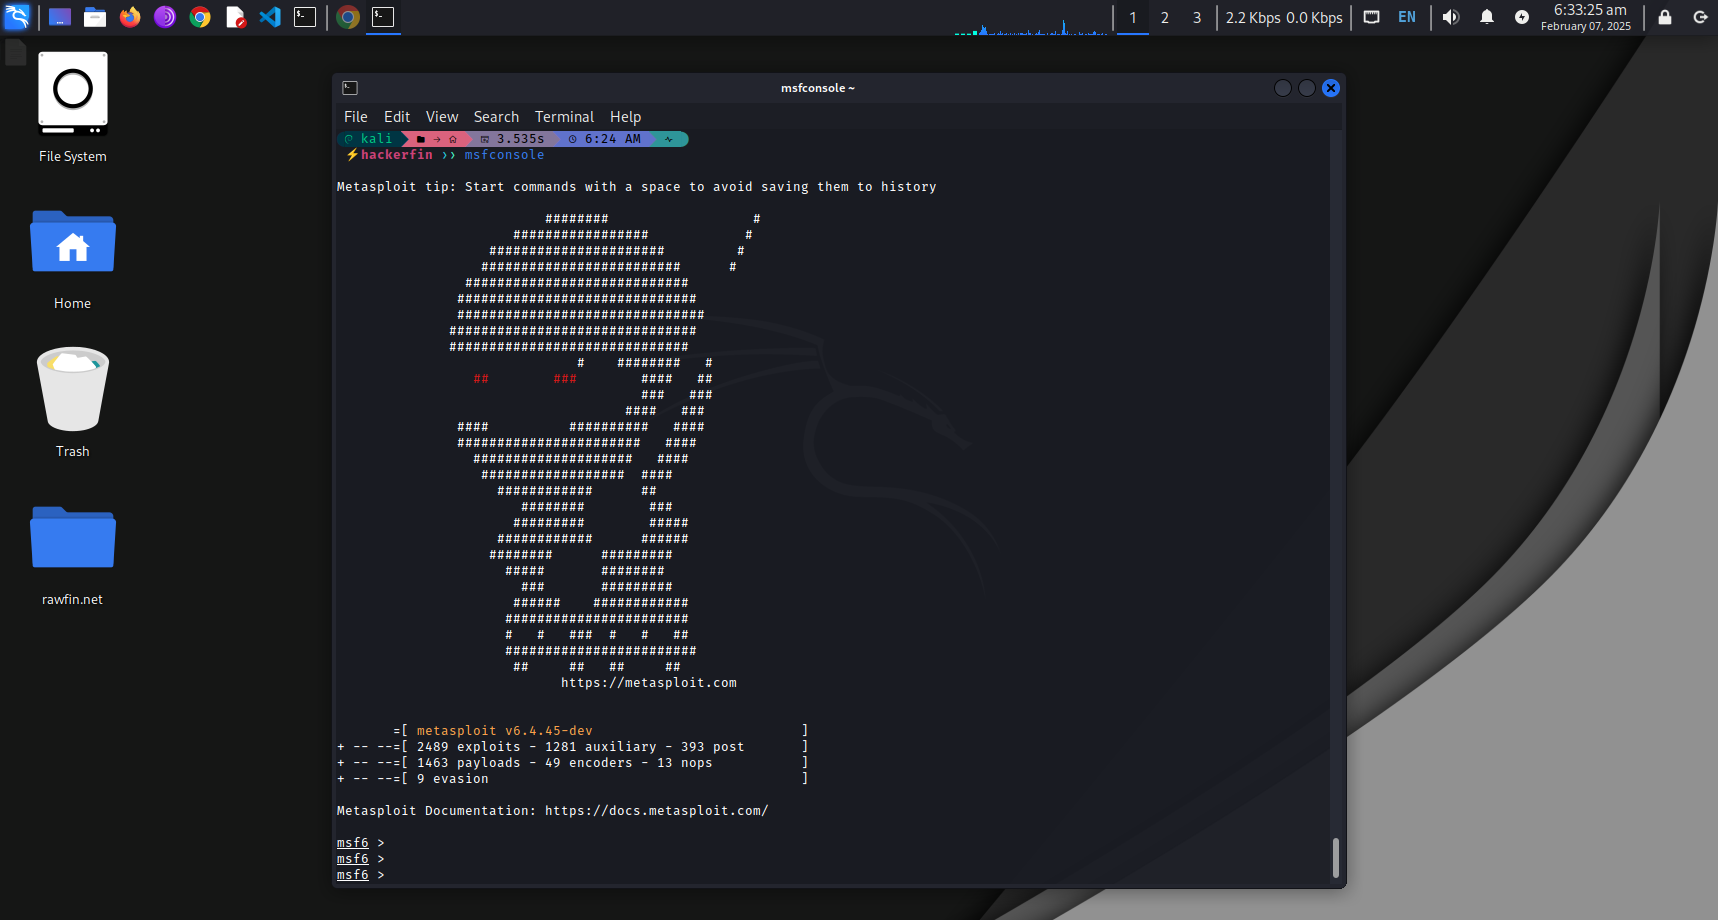 1 2 3 2.2 Kbps 0.0 Kbps EN 6:33:25 am
February 07, 2025
File System
Home
Trash
rawfin.net
msfconsole ~
File Edit View Search Terminal Help
kali 3.535s 6:24 AM
⚡hackerfin ❯❯ msfconsole
Metasploit tip: Start commands with a space to avoid saving them to history
                          ########                  #
                      #################            #
                   ######################         #
                  #########################      #
                ############################
               ##############################
               ###############################
              ###############################
              ##############################
                              #    ########   #
                 ##        ###        ####   ##
                                      ###   ###
                                    ####   ###
               ####          ##########   ####
               #######################   ####
                 ####################   ####
                  ##################  ####
                    ############      ##
                       ########        ###
                      #########        #####
                    ############      ######
                   ########      #########
                     #####       ########
                       ###       #########
                      ######    ############
                     #######################
                     #   #   ###  #   #   ##
                     ########################
                      ##     ##   ##     ##
https://metasploit.com
=[ metasploit v6.4.45-dev ]
+ -- --=[ 2489 exploits - 1281 auxiliary - 393 post ]
+ -- --=[ 1463 payloads - 49 encoders - 13 nops ]
+ -- --=[ 9 evasion ]
Metasploit Documentation: https://docs.metasploit.com/
msf6 >
msf6 >
msf6 >